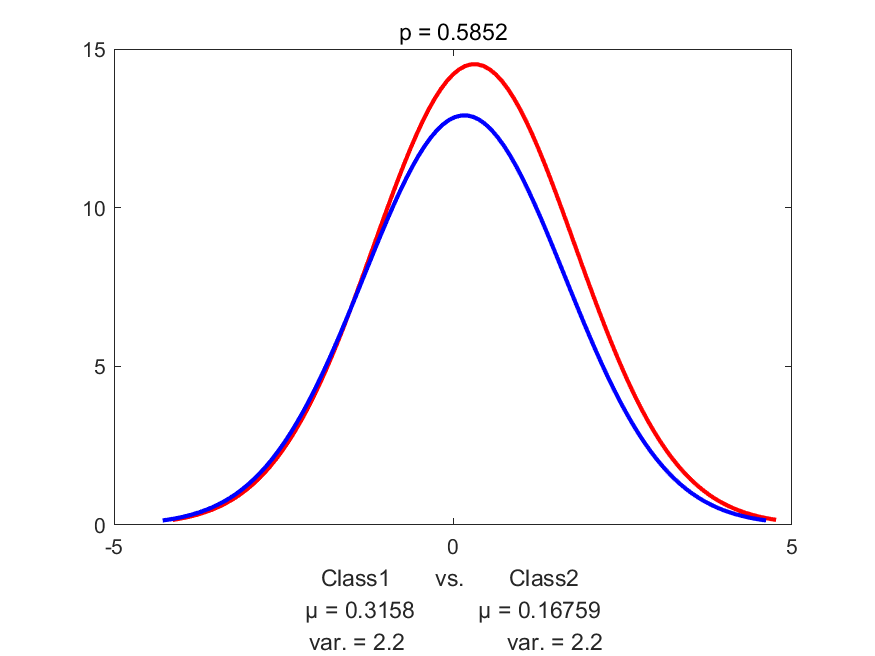 p = 0.5852
15
10
5
0
-5 0 5
Class1 vs. Class2
μ = 0.3158 μ = 0.16759
var. = 2.2 var. = 2.2